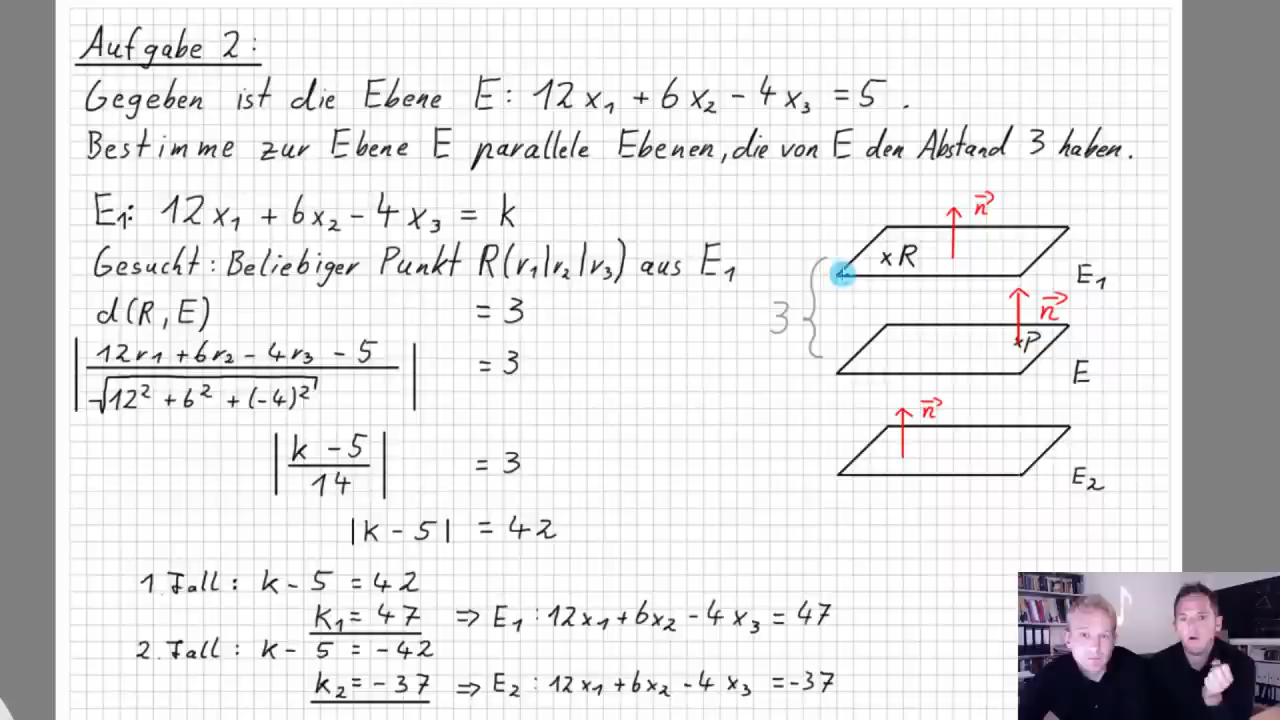 Aufgabe 2:
Gegeben ist die Ebene E: 12x₁ + 6x₂ - 4x₃ = 5 .
Bestimme zur Ebene E parallele Ebenen, die von E den Abstand 3 haben.
E₁: 12x₁ + 6x₂ - 4x₃ = k
Gesucht: Beliebiger Punkt R(r₁|r₂|r₃) aus E₁
d(R,E) = 3
|(12r₁ + 6r₂ - 4r₃ - 5) / √(12² + 6² + (-4)²)| = 3
|(k - 5) / 14| = 3
|k - 5| = 42
1. Fall: k - 5 = 42
k₁ = 47 ⇒ E₁: 12x₁ + 6x₂ - 4x₃ = 47
2. Fall: k - 5 = -42
k₂ = -37 ⇒ E₂: 12x₁ + 6x₂ - 4x₃ = -37
n⃗
×R
E₁
3
n⃗
×P
E
n⃗
E₂